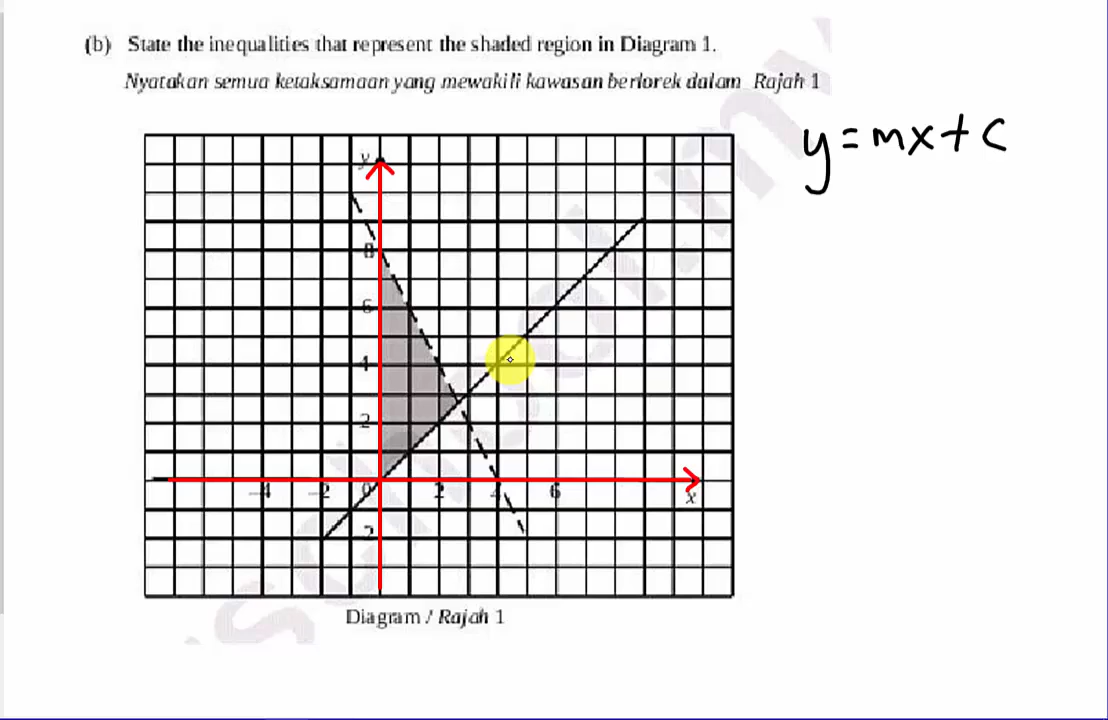 (b) State the inequalities that represent the shaded region in Diagram 1.
Nyatakan semua ketaksamaan yang mewakili kawasan berlorek dalam Rajah 1
y = mx + c
y
8
6
4
2
-4 -2 0 2 4 6
x
-2
Diagram / Rajah 1